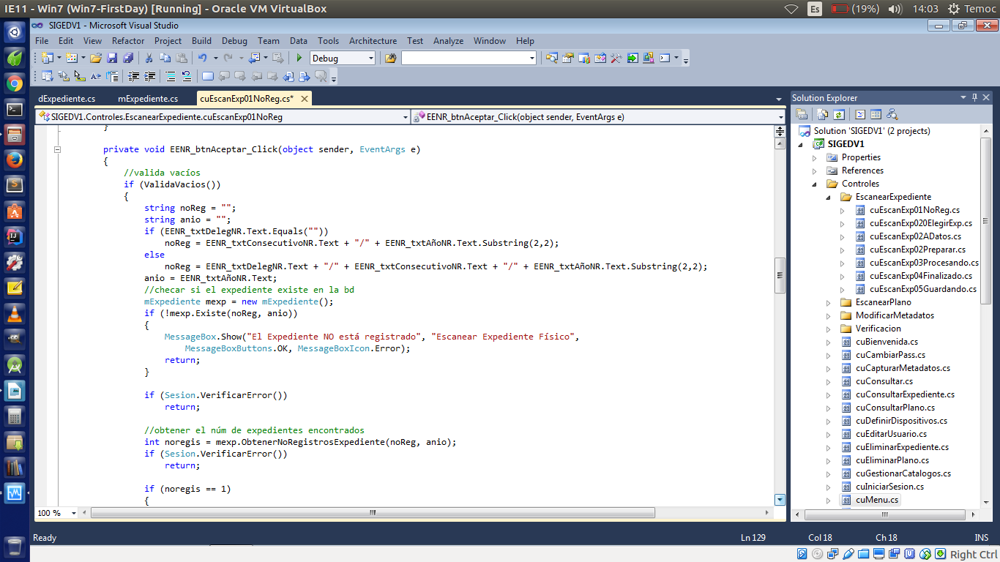 IE11 - Win7 (Win7-FirstDay) [Running] - Oracle VM VirtualBox
Es (19%) 14:03 Temoc
SIGEDV1 - Microsoft Visual Studio
File Edit View Refactor Project Build Debug Team Data Tools Architecture Test Analyze Window Help
Debug
dExpediente.cs mExpediente.cs cuEscanExp01NoReg.cs*
SIGEDV1.Controles.EscanearExpediente.cuEscanExp01NoReg EENR_btnAceptar_Click(object sender, EventArgs e)
}
private void EENR_btnAceptar_Click(object sender, EventArgs e)
{
//valida vacíos
if (ValidaVacios())
{
string noReg = "";
string anio = "";
if (EENR_txtDelegNR.Text.Equals(""))
noReg = EENR_txtConsecutivoNR.Text + "/" + EENR_txtAñoNR.Text.Substring(2,2);
else
noReg = EENR_txtDelegNR.Text + "/" + EENR_txtConsecutivoNR.Text + "/" + EENR_txtAñoNR.Text.Substring(2,2);
anio = EENR_txtAñoNR.Text;
//checar si el expediente existe en la bd
mExpediente mexp = new mExpediente();
if (!mexp.Existe(noReg, anio))
{
MessageBox.Show("El Expediente NO está registrado", "Escanear Expediente Físico",
MessageBoxButtons.OK, MessageBoxIcon.Error);
return;
}
if (Sesion.VerificarError())
return;
//obtener el núm de expedientes encontrados
int noregis = mexp.ObtenerNoRegistrosExpediente(noReg, anio);
if (Sesion.VerificarError())
return;
if (noregis == 1)
{
100 %
Solution Explorer
Solution 'SIGEDV1' (2 projects)
SIGEDV1
Properties
References
Controles
EscanearExpediente
cuEscanExp01NoReg.cs
cuEscanExp020ElegirExp.cs
cuEscanExp02ADatos.cs
cuEscanExp02Preparar.cs
cuEscanExp03Procesando.cs
cuEscanExp04Finalizado.cs
cuEscanExp05Guardando.cs
EscanearPlano
ModificarMetadatos
Verificacion
cuBienvenida.cs
cuCambiarPass.cs
cuCapturarMetadatos.cs
cuConsultar.cs
cuConsultarExpediente.cs
cuConsultarPlano.cs
cuDefinirDispositivos.cs
cuEditarUsuario.cs
cuEliminarExpediente.cs
cuEliminarPlano.cs
cuGestionarCatalogos.cs
cuIniciarSesion.cs
cuMenu.cs
Ready Ln 129 Col 18 Ch 18 INS
Right Ctrl